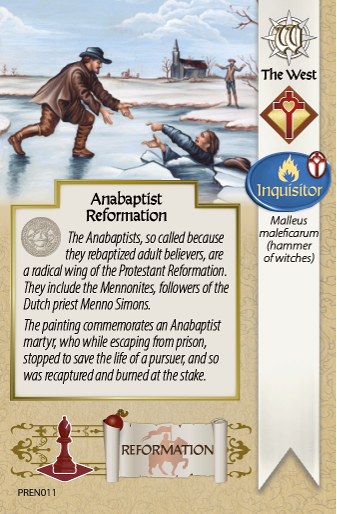 W
The West
Inquisitor
Malleus
maleficarum
(hammer
of witches)
Anabaptist
Reformation
The Anabaptists, so called because
they rebaptized adult believers, are
a radical wing of the Protestant Reformation.
They include the Mennonites, followers of the
Dutch priest Menno Simons.
The painting commemorates an Anabaptist
martyr, who while escaping from prison,
stopped to save the life of a pursuer, and so
was recaptured and burned at the stake.
REFORMATION
PREN011